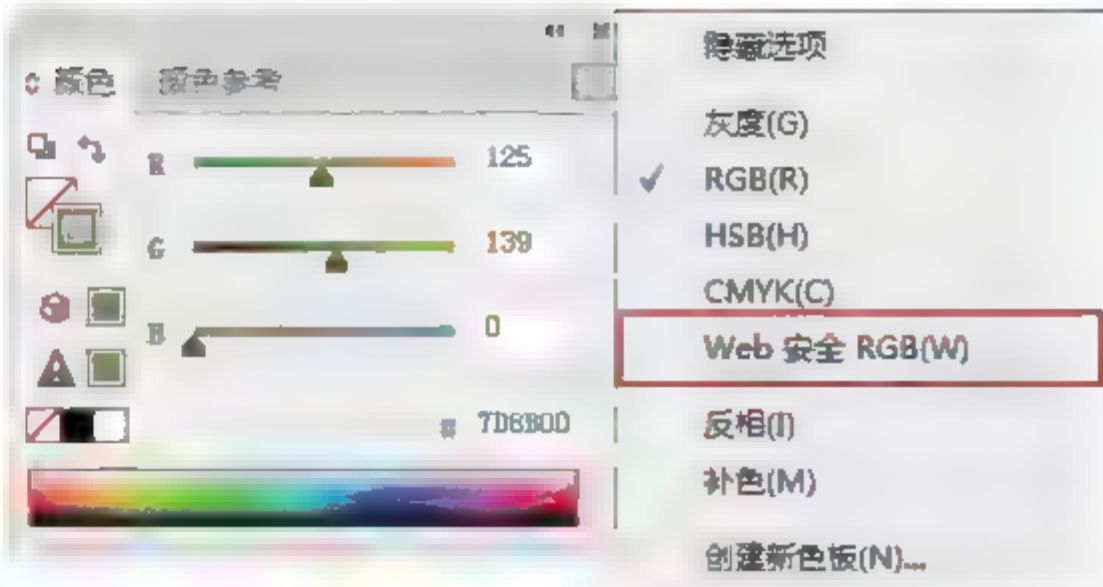 颜色 颜色参考
R 125
G 139
B 0
# 7D8B00
隐藏选项
灰度(G)
RGB(R)
HSB(H)
CMYK(C)
Web 安全 RGB(W)
反相(I)
补色(M)
创建新色板(N)...